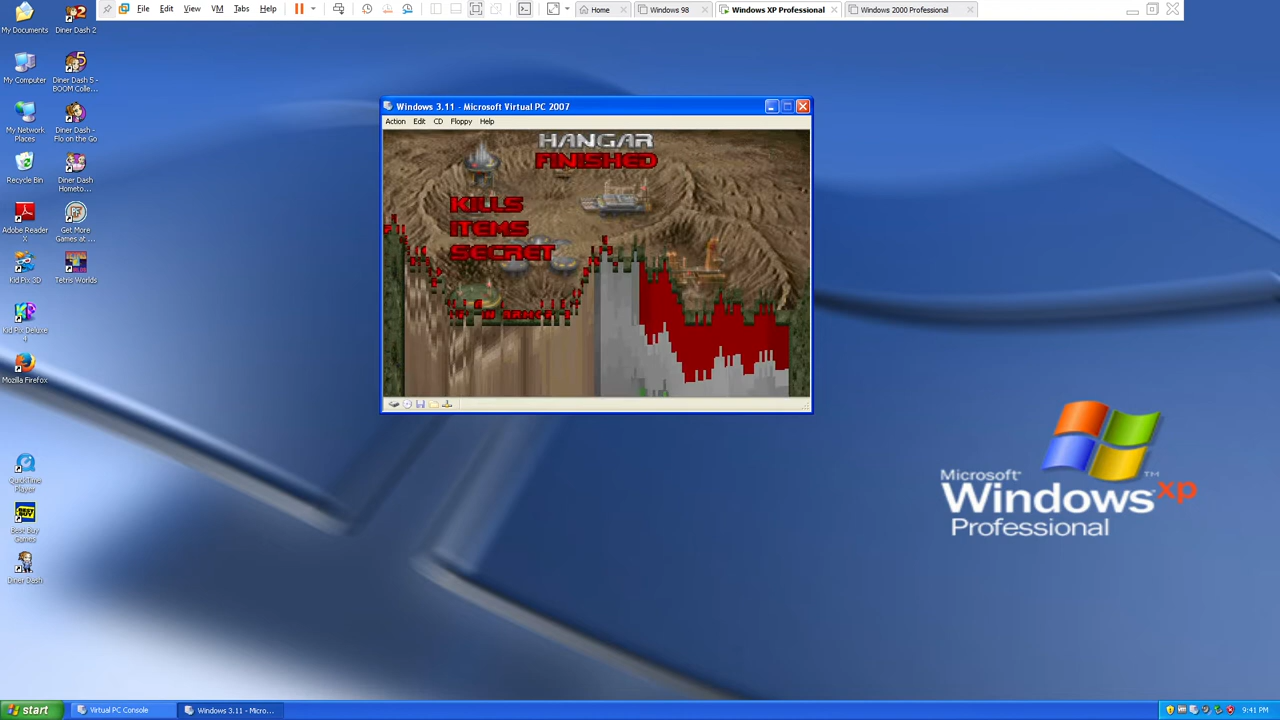 File Edit View VM Tabs Help
Home
Windows 98
Windows XP Professional
Windows 2000 Professional
My Documents
Diner Dash 2
My Computer
Diner Dash 5 - BOOM Colle...
My Network Places
Diner Dash - Flo on the Go
Recycle Bin
Diner Dash Hometo...
Adobe Reader X
Get More Games at ...
Kid Pix 3D
Tetris Worlds
Kid Pix Deluxe 4
Mozilla Firefox
QuickTime Player
Best Buy Games
Diner Dash
Windows 3.11 - Microsoft Virtual PC 2007
Action Edit CD Floppy Help
HANGAR
FINISHED
KILLS
ITEMS
SECRET
Microsoft
Windows xp
Professional
start
Virtual PC Console
Windows 3.11 - Micro...
9:41 PM